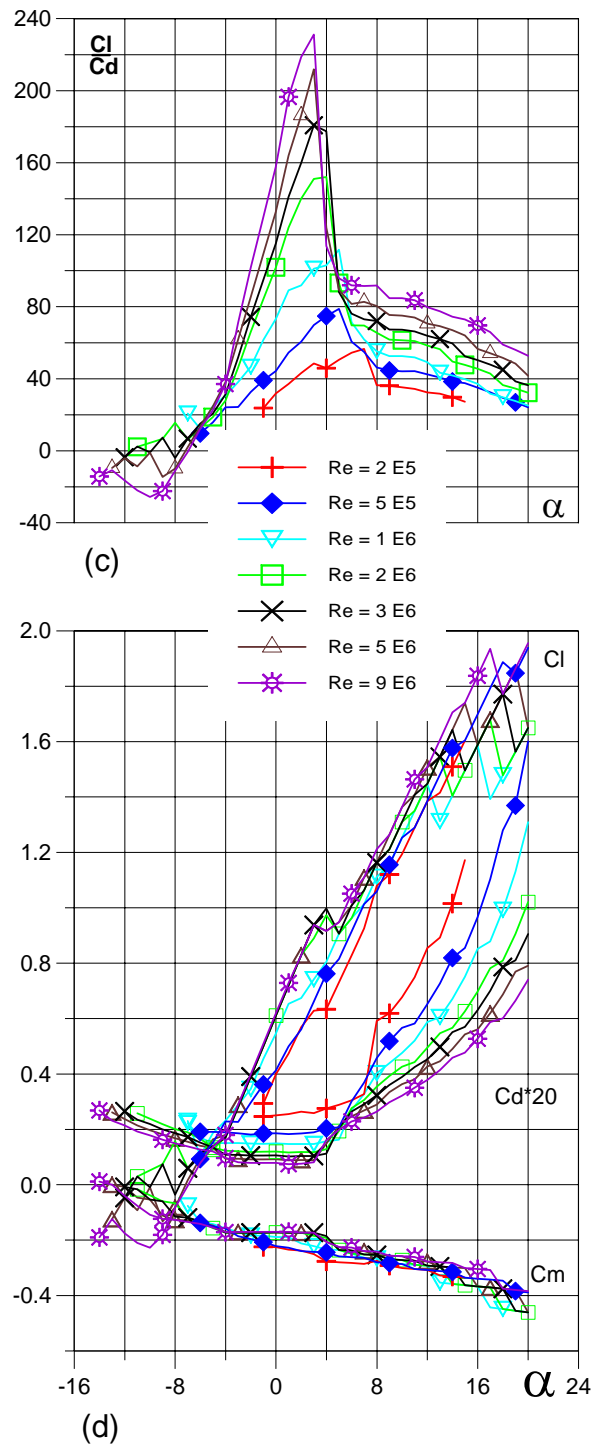 240
Cl
Cd
200
160
120
80
40
0
-40
α
(c)
Re = 2 E5
Re = 5 E5
Re = 1 E6
Re = 2 E6
Re = 3 E6
Re = 5 E6
Re = 9 E6
2.0
Cl
1.6
1.2
0.8
Cd*20
0.4
0.0
Cm
-0.4
-16 -8 0 8 16 α 24
(d)